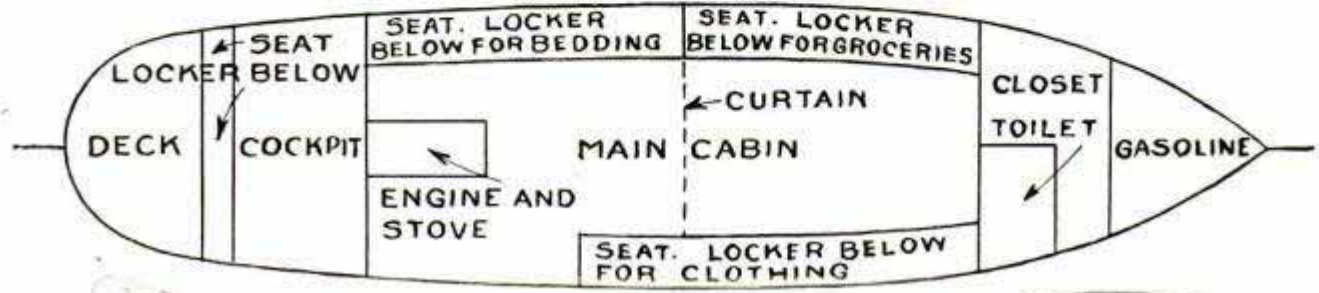 SEAT. LOCKER
BELOW FOR BEDDING
SEAT. LOCKER
BELOW FOR GROCERIES
SEAT
LOCKER BELOW
CLOSET
CURTAIN
TOILET
DECK
COCKPIT
MAIN CABIN
GASOLINE
ENGINE AND
STOVE
SEAT. LOCKER BELOW
FOR CLOTHING